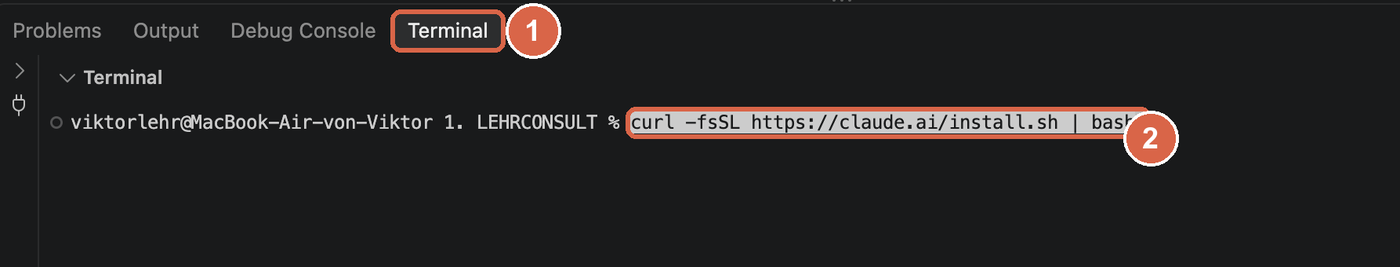 Problems Output Debug Console Terminal 1
Terminal
viktorlehr@MacBook-Air-von-Viktor 1. LEHRCONSULT % curl -fsSL https://claude.ai/install.sh | bash
2